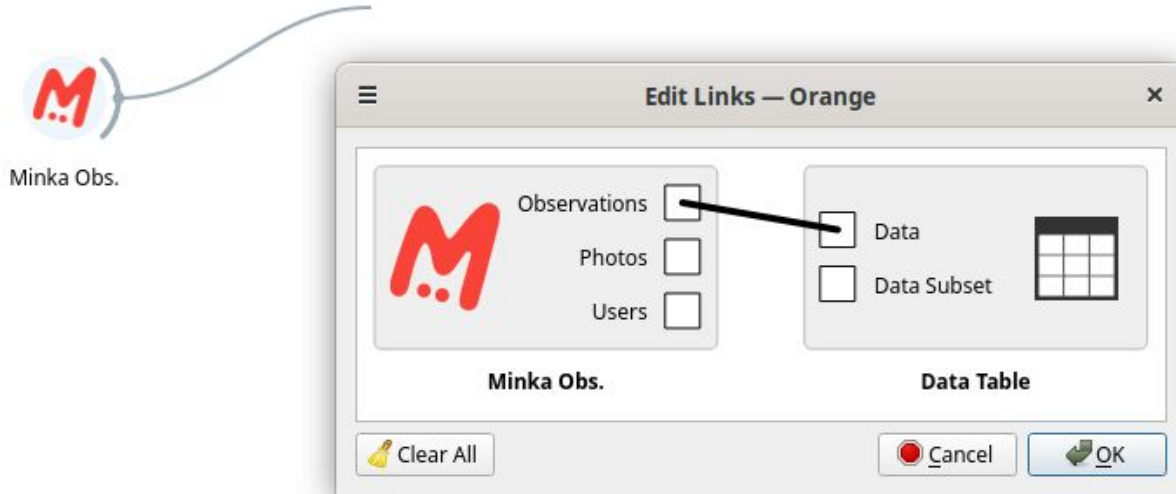 Minka Obs.
Edit Links — Orange
Observations
Photos
Users
Data
Data Subset
Minka Obs.
Data Table
Clear All
Cancel
OK